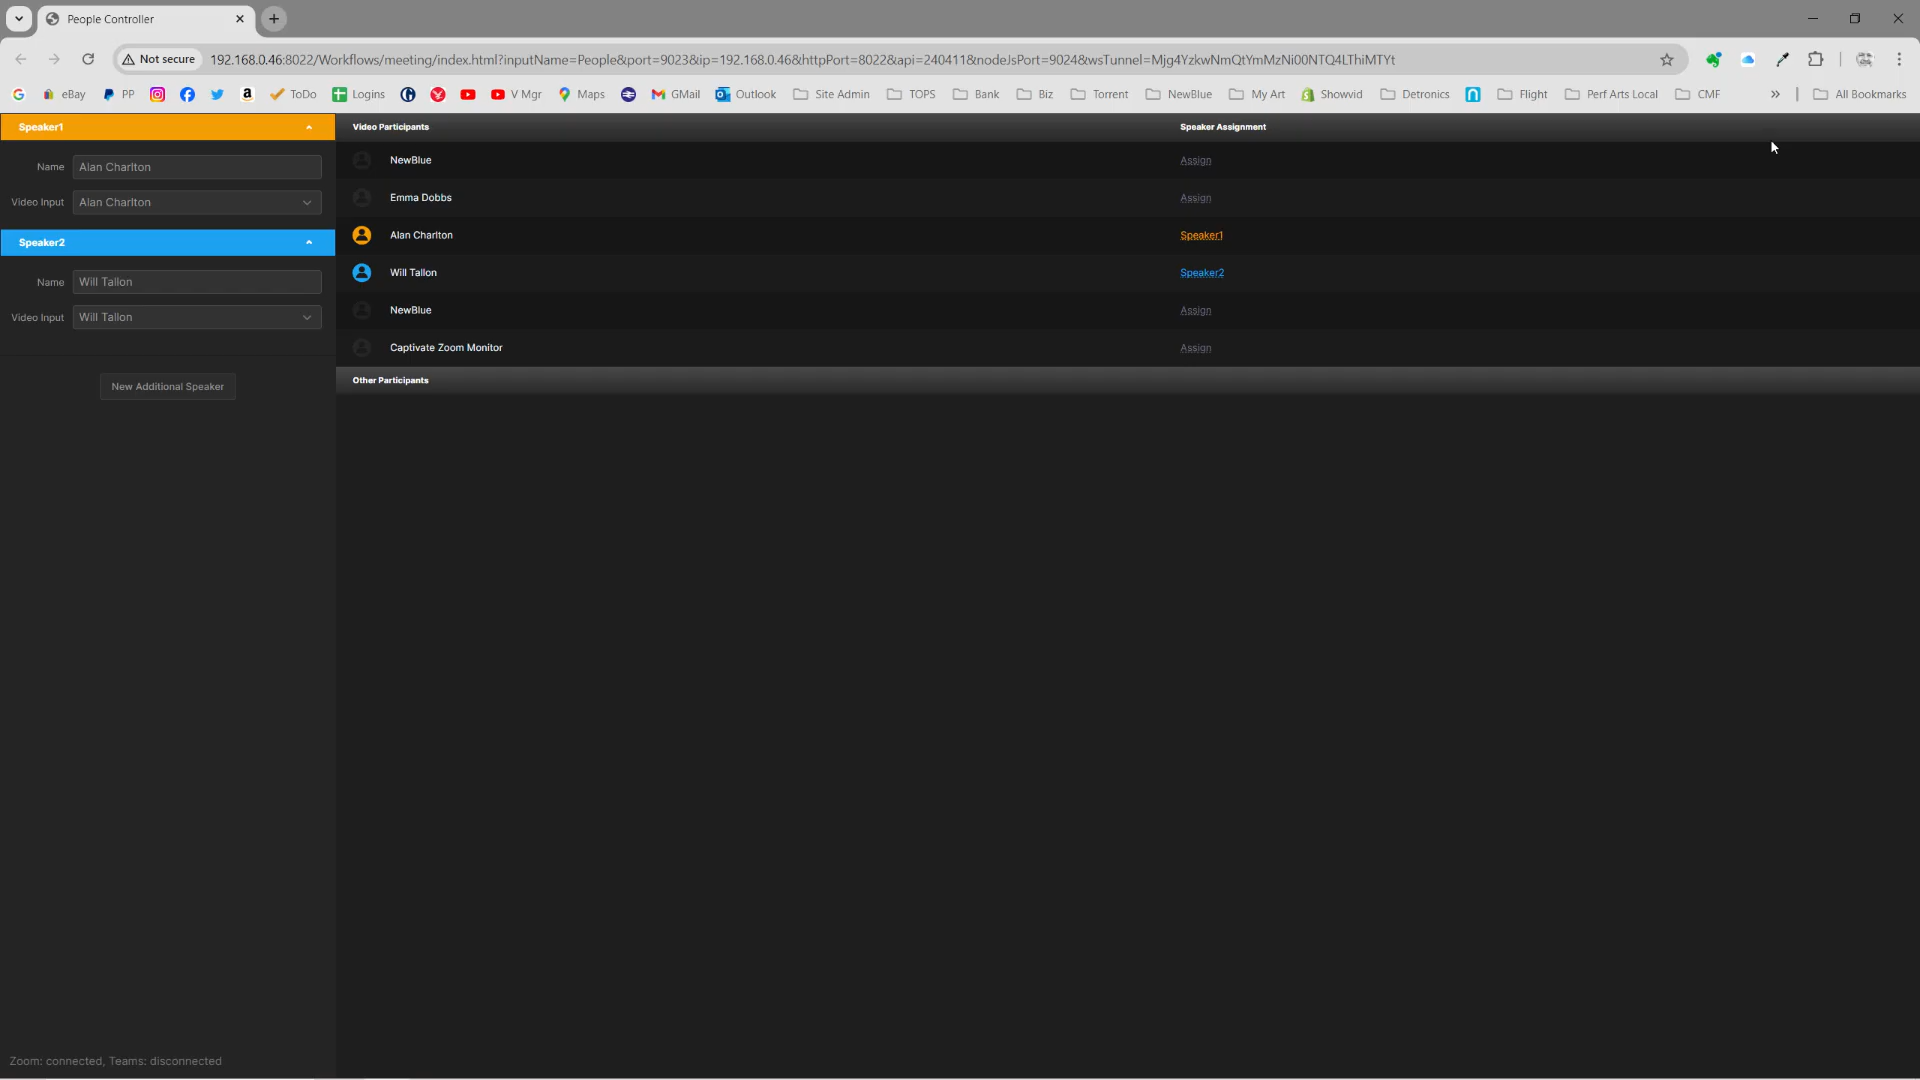 People Controller
Not secure
192.168.0.46:8022/Workflows/meeting/index.html?inputName=People&port=9023&ip=192.168.0.46&httpPort=8022&api=240411&nodeJsPort=9024&wsTunnel=Mjg4YzkwNmQtYmMzNi00NTQ4LThiMTYt
eBay PP ToDo Logins V Mgr Maps GMail Outlook Site Admin TOPS Bank Biz Torrent NewBlue My Art Showvid Detronics Flight Perf Arts Local CMF All Bookmarks
Speaker1
Name Alan Charlton
Video Input Alan Charlton
Speaker2
Name Will Tallon
Video Input Will Tallon
New Additional Speaker
Video Participants Speaker Assignment
NewBlue Assign
Emma Dobbs Assign
Alan Charlton Speaker1
Will Tallon Speaker2
NewBlue Assign
Captivate Zoom Monitor Assign
Other Participants
Zoom: connected, Teams: disconnected